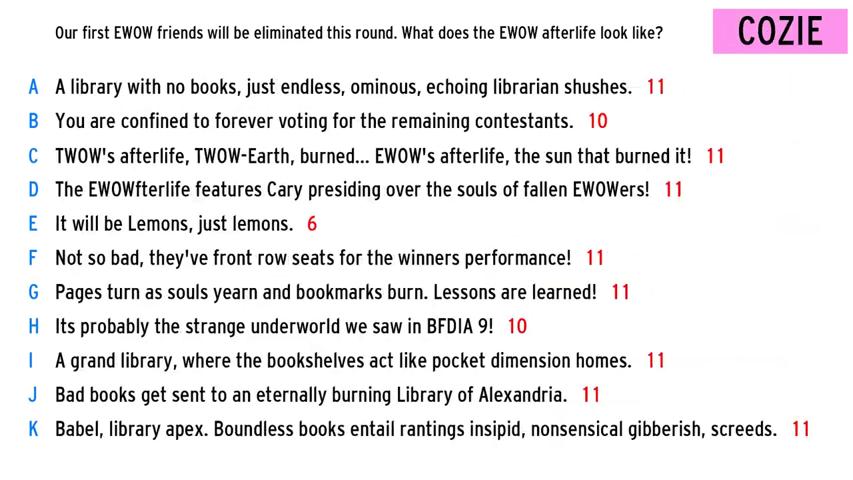 Our first EWOW friends will be eliminated this round. What does the EWOW afterlife look like?
COZIE
A A library with no books, just endless, ominous, echoing librarian shushes. 11
B You are confined to forever voting for the remaining contestants. 10
C TWOW's afterlife, TWOW-Earth, burned... EWOW's afterlife, the sun that burned it! 11
D The EWOWfterlife features Cary presiding over the souls of fallen EWOWers! 11
E It will be Lemons, just lemons. 6
F Not so bad, they've front row seats for the winners performance! 11
G Pages turn as souls yearn and bookmarks burn. Lessons are learned! 11
H Its probably the strange underworld we saw in BFDIA 9! 10
I A grand library, where the bookshelves act like pocket dimension homes. 11
J Bad books get sent to an eternally burning Library of Alexandria. 11
K Babel, library apex. Boundless books entail rantings insipid, nonsensical gibberish, screeds. 11